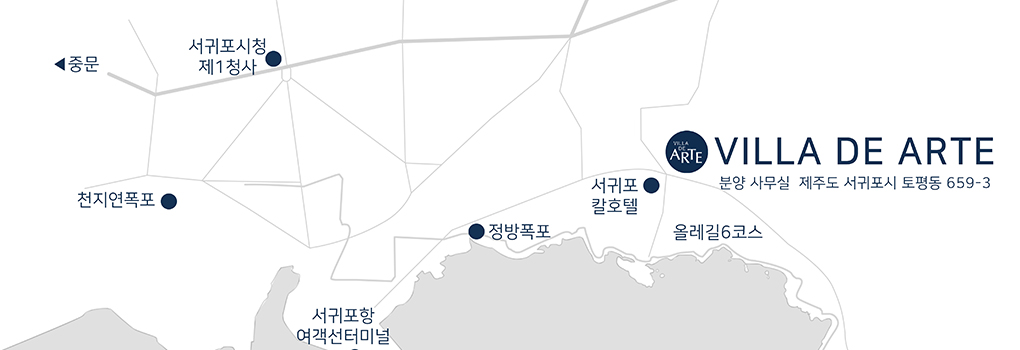 서귀포시청
제1청사
◀중문
천지연폭포
서귀포
칼호텔
정방폭포
올레길6코스
서귀포항
여객선터미널
VILLA
DE
ARTE
VILLA DE ARTE
분양 사무실 제주도 서귀포시 토평동 659-3